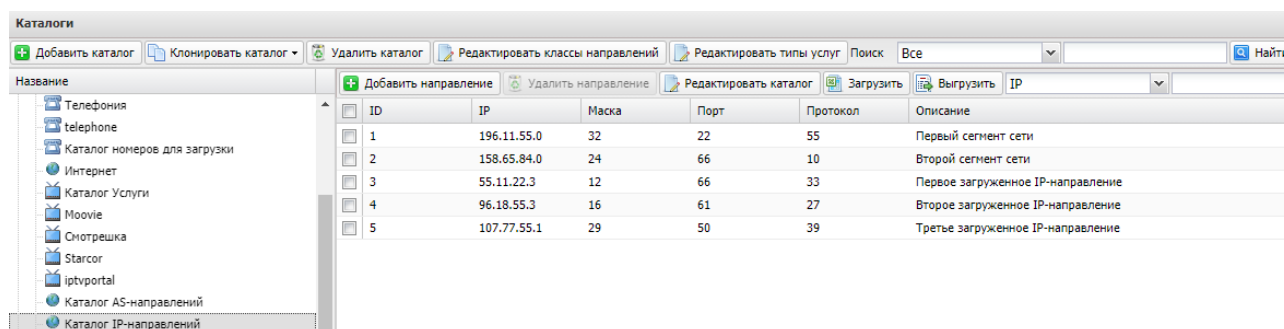 Каталоги
Добавить каталог Клонировать каталог Удалить каталог Редактировать классы направлений Редактировать типы услуг Поиск Все Найти
Название
Добавить направление Удалить направление Редактировать каталог Загрузить Выгрузить IP
Телефония
telephone
Каталог номеров для загрузки
Интернет
Каталог Услуги
Moovie
Смотрешка
Starcor
iptvportal
Каталог AS-направлений
Каталог IP-направлений
ID IP Маска Порт Протокол Описание
1 196.11.55.0 32 22 55 Первый сегмент сети
2 158.65.84.0 24 66 10 Второй сегмент сети
3 55.11.22.3 12 66 33 Первое загруженное IP-направление
4 96.18.55.3 16 61 27 Второе загруженное IP-направление
5 107.77.55.1 29 50 39 Третье загруженное IP-направление